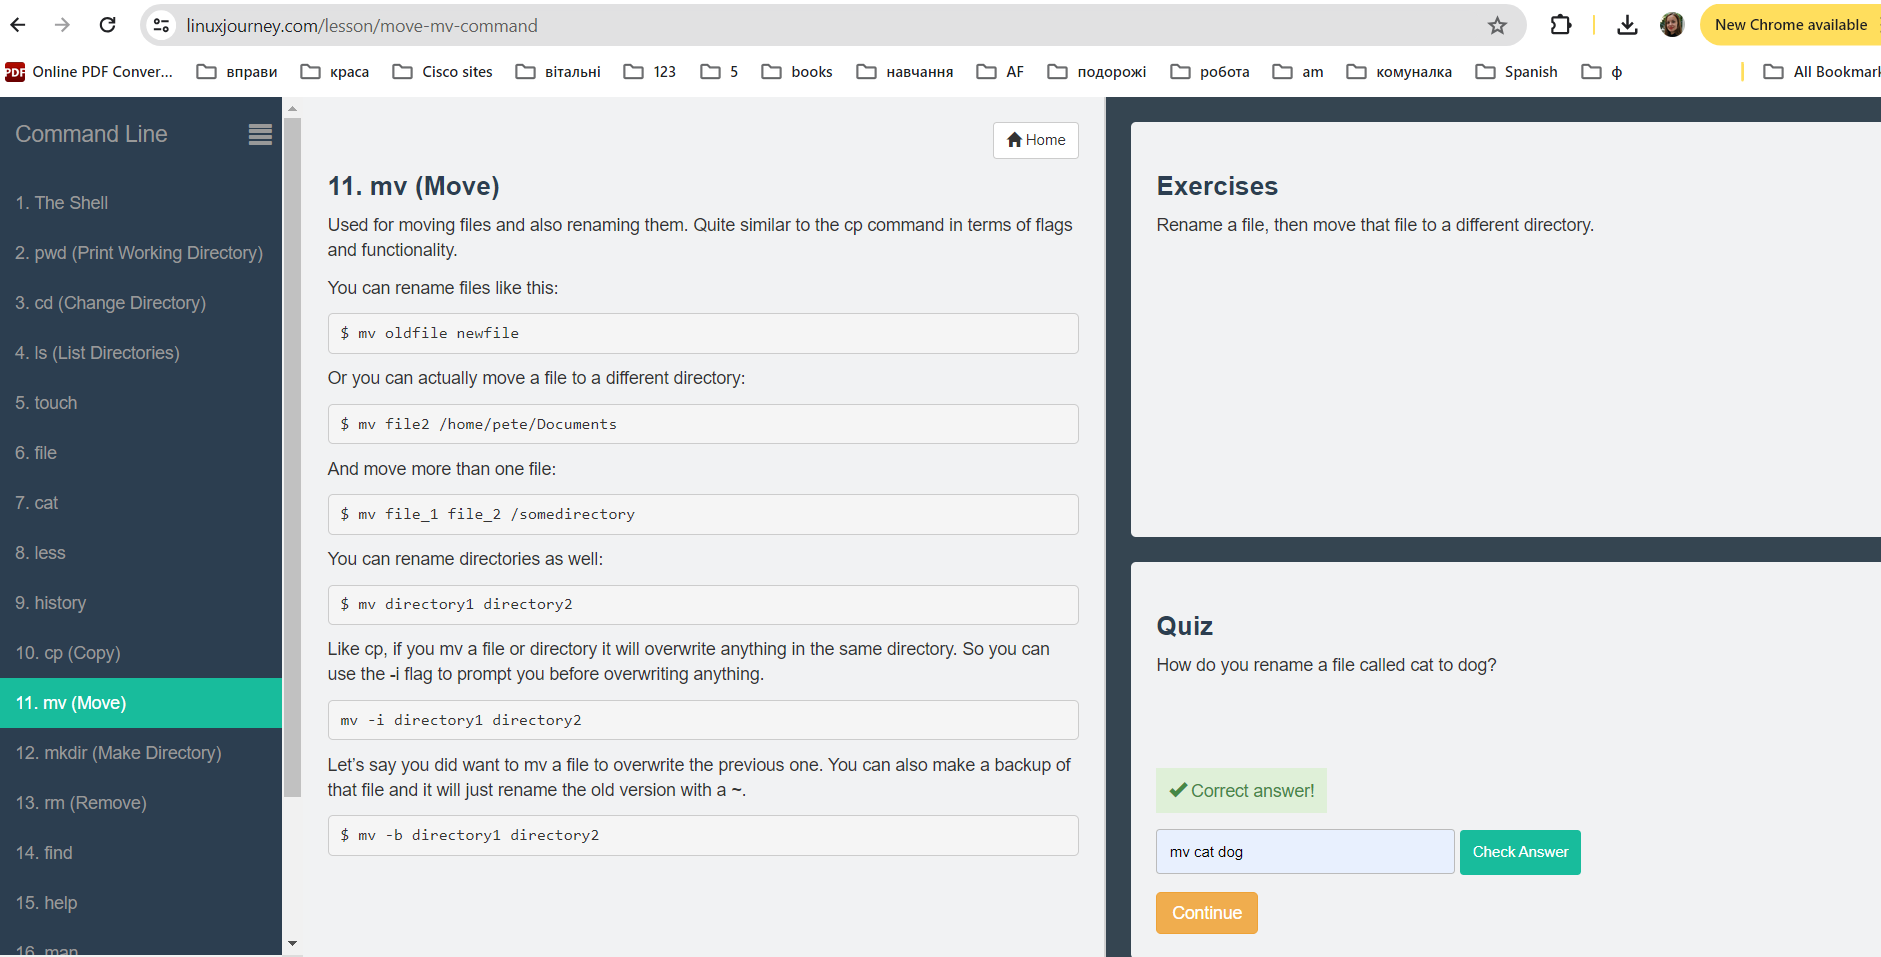 linuxjourney.com/lesson/move-mv-command
New Chrome available
PDF Online PDF Conver... вправи краса Cisco sites вітальні 123 5 books навчання AF подорожі робота am комуналка Spanish ф All Bookmark
Command Line
1. The Shell
2. pwd (Print Working Directory)
3. cd (Change Directory)
4. ls (List Directories)
5. touch
6. file
7. cat
8. less
9. history
10. cp (Copy)
11. mv (Move)
12. mkdir (Make Directory)
13. rm (Remove)
14. find
15. help
16. man
Home
11. mv (Move)
Used for moving files and also renaming them. Quite similar to the cp command in terms of flags
and functionality.
You can rename files like this:
$ mv oldfile newfile
Or you can actually move a file to a different directory:
$ mv file2 /home/pete/Documents
And move more than one file:
$ mv file_1 file_2 /somedirectory
You can rename directories as well:
$ mv directory1 directory2
Like cp, if you mv a file or directory it will overwrite anything in the same directory. So you can
use the -i flag to prompt you before overwriting anything.
mv -i directory1 directory2
Let’s say you did want to mv a file to overwrite the previous one. You can also make a backup of
that file and it will just rename the old version with a ~.
$ mv -b directory1 directory2
Exercises
Rename a file, then move that file to a different directory.
Quiz
How do you rename a file called cat to dog?
Correct answer!
mv cat dog
Check Answer
Continue